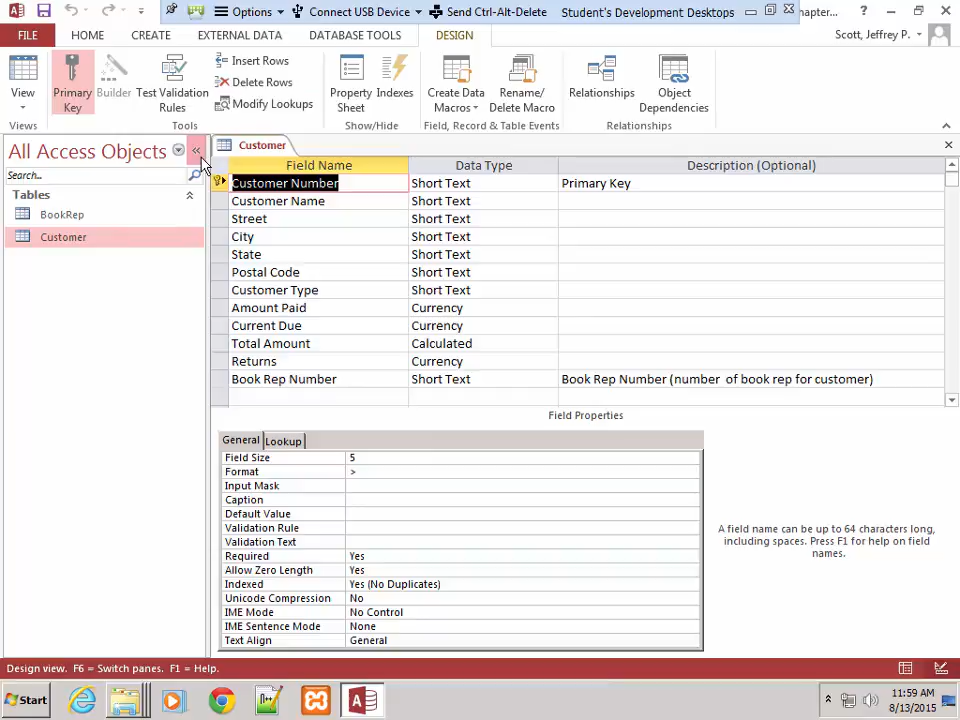 Options
Connect USB Device
Send Ctrl-Alt-Delete
Student's Development Desktops
hapter...
?
FILE
HOME
CREATE
EXTERNAL DATA
DATABASE TOOLS
DESIGN
Scott, Jeffrey P.
View
Primary Key
Builder
Test Validation Rules
Insert Rows
Delete Rows
Modify Lookups
Property Sheet
Indexes
Create Data Macros
Rename/ Delete Macro
Relationships
Object Dependencies
Views
Tools
Show/Hide
Field, Record & Table Events
Relationships
All Access Objects
Search...
Tables
BookRep
Customer
Customer
Field Name Data Type Description (Optional)
Customer Number Short Text Primary Key
Customer Name Short Text
Street Short Text
City Short Text
State Short Text
Postal Code Short Text
Customer Type Short Text
Amount Paid Currency
Current Due Currency
Total Amount Calculated
Returns Currency
Book Rep Number Short Text Book Rep Number (number of book rep for customer)
Field Properties
General Lookup
Field Size 5
Format >
Input Mask
Caption
Default Value
Validation Rule
Validation Text
Required Yes
Allow Zero Length Yes
Indexed Yes (No Duplicates)
Unicode Compression No
IME Mode No Control
IME Sentence Mode None
Text Align General
A field name can be up to 64 characters long,
including spaces. Press F1 for help on field
names.
Design view. F6 = Switch panes. F1 = Help.
Start
11:59 AM
8/13/2015